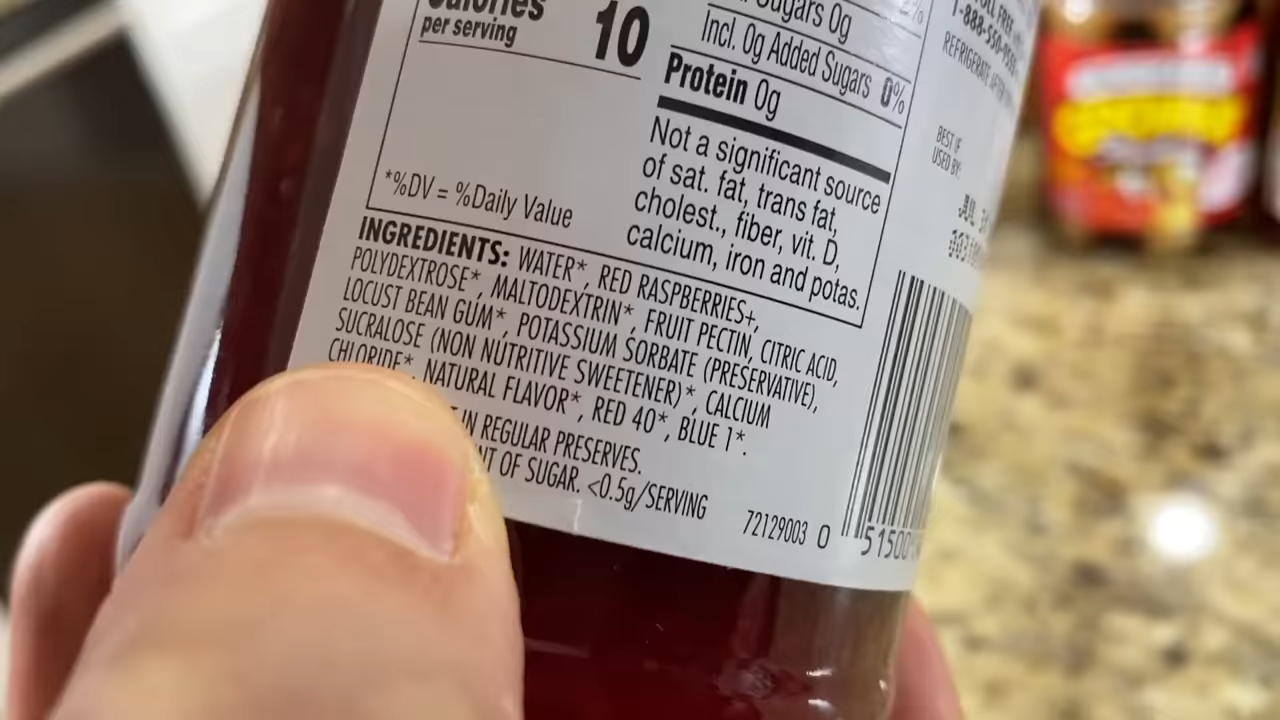 Calories
per serving
10
Sugars 0g
Incl. 0g Added Sugars 0%
Protein 0g
Not a significant source
of sat. fat, trans fat,
cholest., fiber, vit. D,
calcium, iron and potas.
*%DV = %Daily Value
INGREDIENTS: WATER*, RED RASPBERRIES+,
POLYDEXTROSE*, MALTODEXTRIN*, FRUIT PECTIN, CITRIC ACID,
LOCUST BEAN GUM*, POTASSIUM SORBATE (PRESERVATIVE),
SUCRALOSE (NON NUTRITIVE SWEETENER)*, CALCIUM
CHLORIDE*, NATURAL FLAVOR*, RED 40*, BLUE 1*.
IN REGULAR PRESERVES.
OF SUGAR. <0.5g/SERVING
72129003 0
51500
FREE
REFRIGERATE
BEST IF
USED BY: